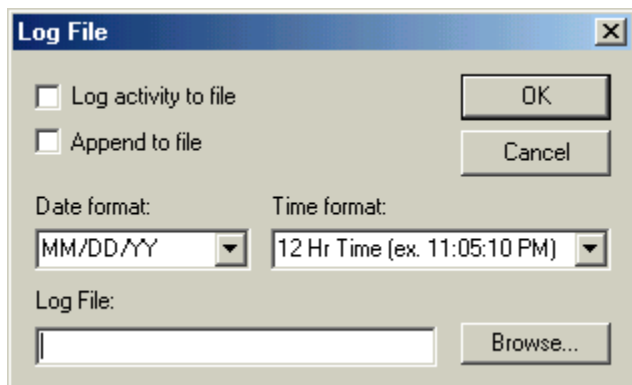 Log File
Log activity to file
OK
Append to file
Cancel
Date format:
Time format:
MM/DD/YY
12 Hr Time (ex. 11:05:10 PM)
Log File:
Browse...